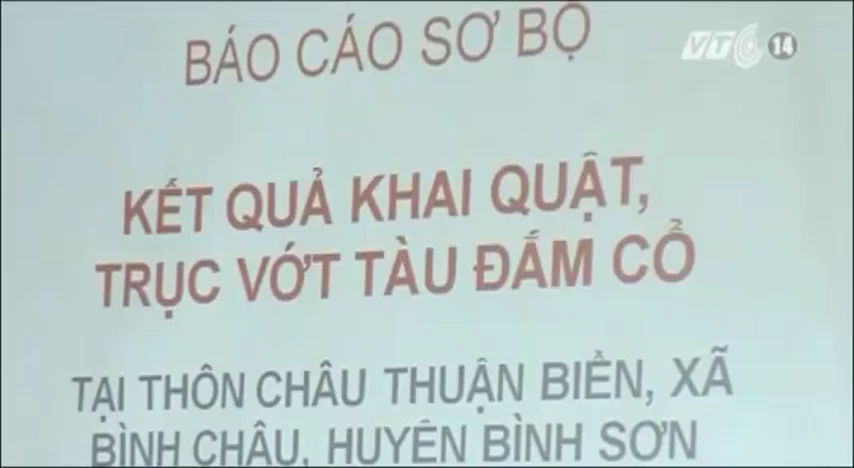 BÁO CÁO SƠ BỘ
VTC 14
KẾT QUẢ KHAI QUẬT,
TRỤC VỚT TÀU ĐẮM CỔ
TẠI THÔN CHÂU THUẬN BIỂN, XÃ
BÌNH CHÂU, HUYỆN BÌNH SƠN